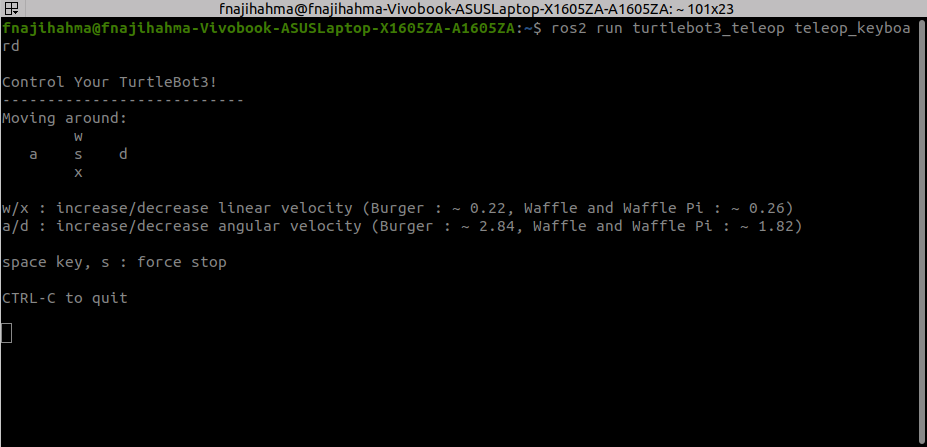 fnajihahma@fnajihahma-Vivobook-ASUSLaptop-X1605ZA-A1605ZA: ~ 101x23
fnajihahma@fnajihahma-Vivobook-ASUSLaptop-X1605ZA-A1605ZA:~$ ros2 run turtlebot3_teleop teleop_keyboa
rd
Control Your TurtleBot3!
---------------------------
Moving around:
w
a s d
x
w/x : increase/decrease linear velocity (Burger : ~ 0.22, Waffle and Waffle Pi : ~ 0.26)
a/d : increase/decrease angular velocity (Burger : ~ 2.84, Waffle and Waffle Pi : ~ 1.82)
space key, s : force stop
CTRL-C to quit